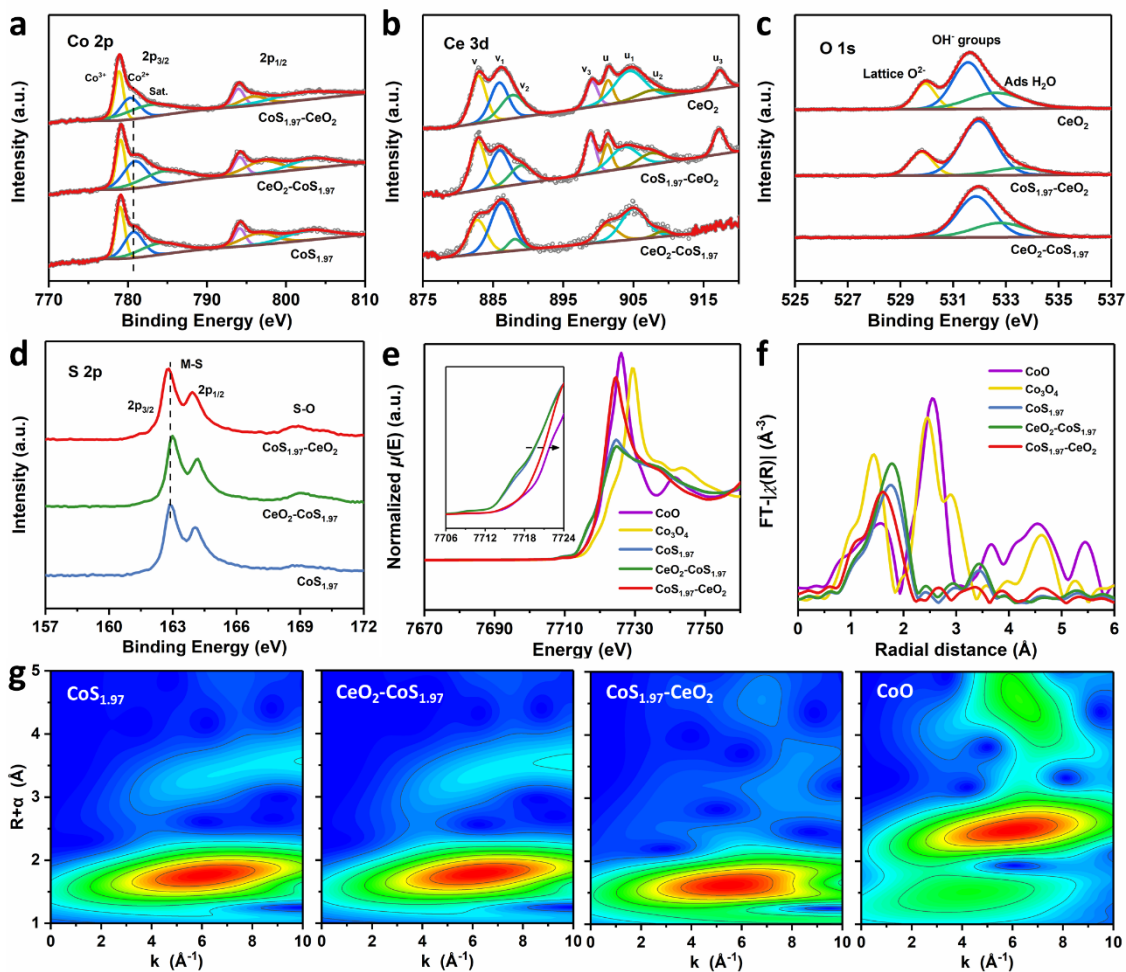 a
Co 2p
2p3/2
2p1/2
Co3+
Co2+
Sat.
CoS1.97-CeO2
CeO2-CoS1.97
CoS1.97
Intensity (a.u.)
770 780 790 800 810
Binding Energy (eV)
b
Ce 3d
v
v1
v2
v3
u
u1
u2
u3
CeO2
CoS1.97-CeO2
CeO2-CoS1.97
Intensity (a.u.)
875 885 895 905 915
Binding Energy (eV)
c
O 1s
OH- groups
Lattice O2-
Ads H2O
CeO2
CoS1.97-CeO2
CeO2-CoS1.97
Intensity (a.u.)
525 527 529 531 533 535 537
Binding Energy (eV)
d
S 2p
M-S
2p3/2
2p1/2
S-O
CoS1.97-CeO2
CeO2-CoS1.97
CoS1.97
Intensity (a.u.)
157 160 163 166 169 172
Binding Energy (eV)
e
7706 7712 7718 7724
CoO
Co3O4
CoS1.97
CeO2-CoS1.97
CoS1.97-CeO2
Normalized μ(E) (a.u.)
7670 7690 7710 7730 7750
Energy (eV)
f
CoO
Co3O4
CoS1.97
CeO2-CoS1.97
CoS1.97-CeO2
FT-|χ(R)| (Å-3)
0 1 2 3 4 5 6
Radial distance (Å)
g
CoS1.97
CeO2-CoS1.97
CoS1.97-CeO2
CoO
R+α (Å)
5
4
3
2
1
0 2 4 6 8 10
k (Å-1)
0 2 4 6 8 10
k (Å-1)
0 2 4 6 8 10
k (Å-1)
0 2 4 6 8 10
k (Å-1)